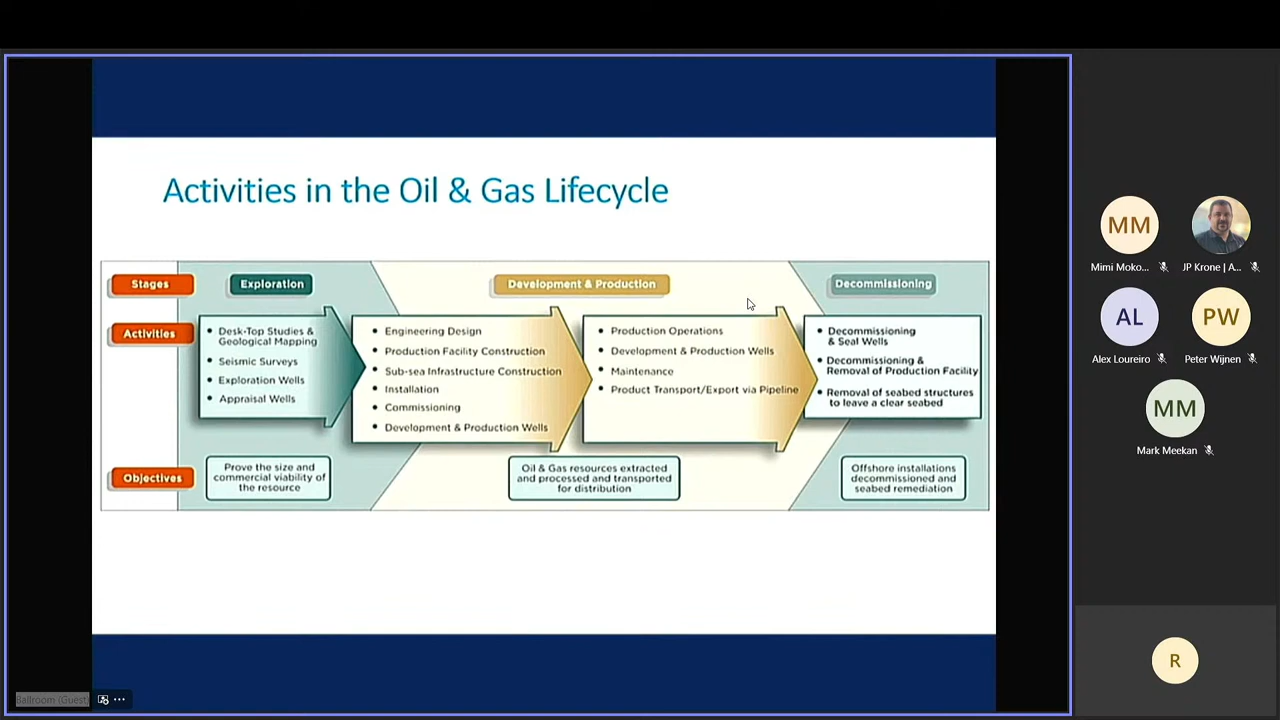 Activities in the Oil & Gas Lifecycle
Stages
Exploration
Development & Production
Decommissioning
Activities
• Desk-Top Studies &
Geological Mapping
• Seismic Surveys
• Exploration Wells
• Appraisal Wells
• Engineering Design
• Production Facility Construction
• Sub-sea Infrastructure Construction
• Installation
• Commissioning
• Development & Production Wells
• Production Operations
• Development & Production Wells
• Maintenance
• Product Transport/Export via Pipeline
• Decommissioning
& Seal Wells
• Decommissioning &
Removal of Production Facility
• Removal of seabed structures
to leave a clear seabed
Objectives
Prove the size and
commercial viability of
the resource
Oil & Gas resources extracted
and processed and transported
for distribution
Offshore installations
decommissioned and
seabed remediation
MM
Mimi Moko...
JP Krone | A...
AL
Alex Loureiro
PW
Peter Wijnen
MM
Mark Meekan
R
Ballroom (Guest)